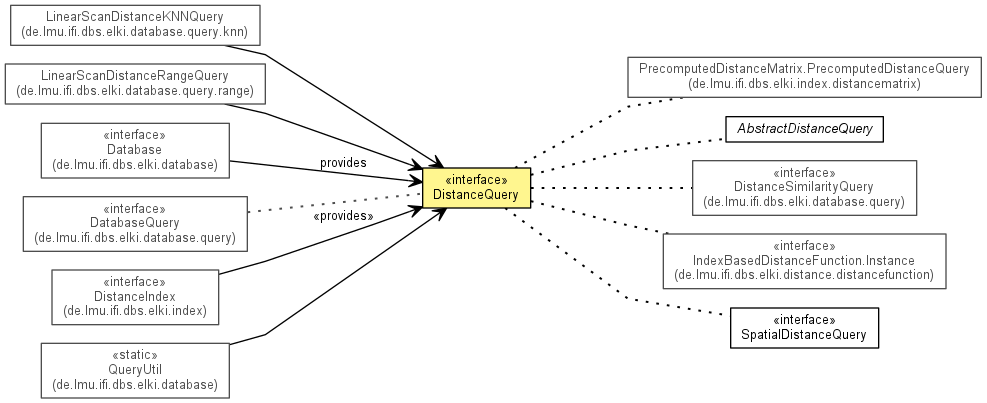 LinearScanDistanceKNNQuery
(de.lmu.ifi.dbs.elki.database.query.knn)
LinearScanDistanceRangeQuery
(de.lmu.ifi.dbs.elki.database.query.range)
«interface»
Database
(de.lmu.ifi.dbs.elki.database)
«interface»
DatabaseQuery
(de.lmu.ifi.dbs.elki.database.query)
«interface»
DistanceIndex
(de.lmu.ifi.dbs.elki.index)
«static»
QueryUtil
(de.lmu.ifi.dbs.elki.database)
provides
«provides»
«interface»
DistanceQuery
PrecomputedDistanceMatrix.PrecomputedDistanceQuery
(de.lmu.ifi.dbs.elki.index.distancematrix)
AbstractDistanceQuery
«interface»
DistanceSimilarityQuery
(de.lmu.ifi.dbs.elki.database.query)
«interface»
IndexBasedDistanceFunction.Instance
(de.lmu.ifi.dbs.elki.distance.distancefunction)
«interface»
SpatialDistanceQuery